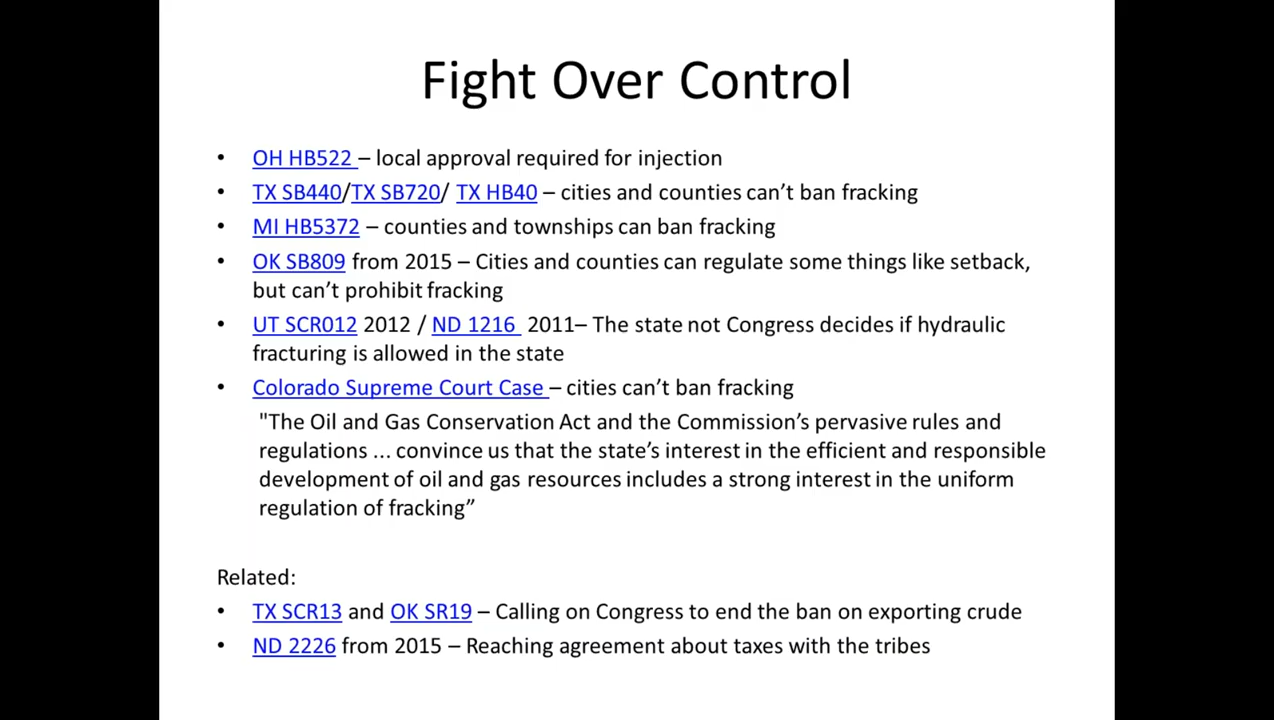 Fight Over Control
• OH HB522 – local approval required for injection
• TX SB440/TX SB720/ TX HB40 – cities and counties can’t ban fracking
• MI HB5372 – counties and townships can ban fracking
• OK SB809 from 2015 – Cities and counties can regulate some things like setback,
but can’t prohibit fracking
• UT SCR012 2012 / ND 1216 2011– The state not Congress decides if hydraulic
fracturing is allowed in the state
• Colorado Supreme Court Case – cities can’t ban fracking
"The Oil and Gas Conservation Act and the Commission’s pervasive rules and
regulations ... convince us that the state’s interest in the efficient and responsible
development of oil and gas resources includes a strong interest in the uniform
regulation of fracking”
Related:
• TX SCR13 and OK SR19 – Calling on Congress to end the ban on exporting crude
• ND 2226 from 2015 – Reaching agreement about taxes with the tribes